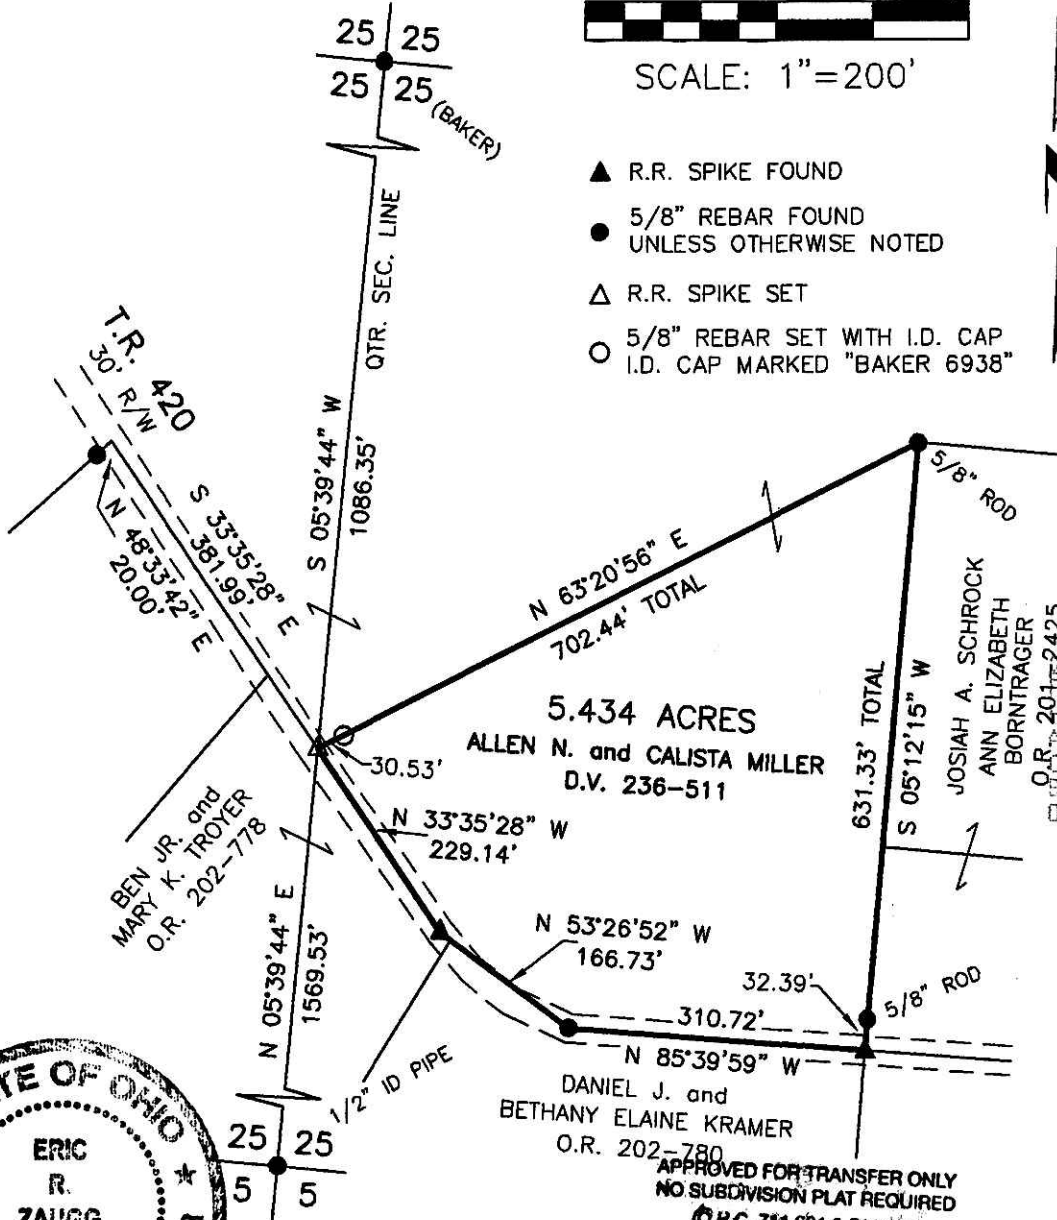 25 25
25 25
(BAKER)
SCALE: 1"=200'
R.R. SPIKE FOUND
5/8" REBAR FOUND
UNLESS OTHERWISE NOTED
R.R. SPIKE SET
5/8" REBAR SET WITH I.D. CAP
I.D. CAP MARKED "BAKER 6938"
QTR. SEC. LINE
S 05°39'44" W
1086.35'
T.R. 420
30' R/W
S 33°35'28" E
381.99'
N 48°33'42" E
20.00'
5/8" ROD
N 63°20'56" E
702.44' TOTAL
5.434 ACRES
ALLEN N. and CALISTA MILLER
D.V. 236-511
30.53'
631.33' TOTAL
S 05°12'15" W
JOSIAH A. SCHROCK
ANN ELIZABETH
BORNTRAGER
O.R. 201-2425
BEN JR. and
MARY K. TROYER
O.R. 202-778
N 33°35'28" W
229.14'
N 53°26'52" W
166.73'
N 05°39'44" E
1569.53'
32.39'
5/8" ROD
310.72'
N 85°39'59" W
1/2" ID PIPE
DANIEL J. and
BETHANY ELAINE KRAMER
O.R. 202-780
25 25
5 5
TE OF OHIO
ERIC
R.
ZAUGG
APPROVED FOR TRANSFER ONLY
NO SUBDIVISION PLAT REQUIRED